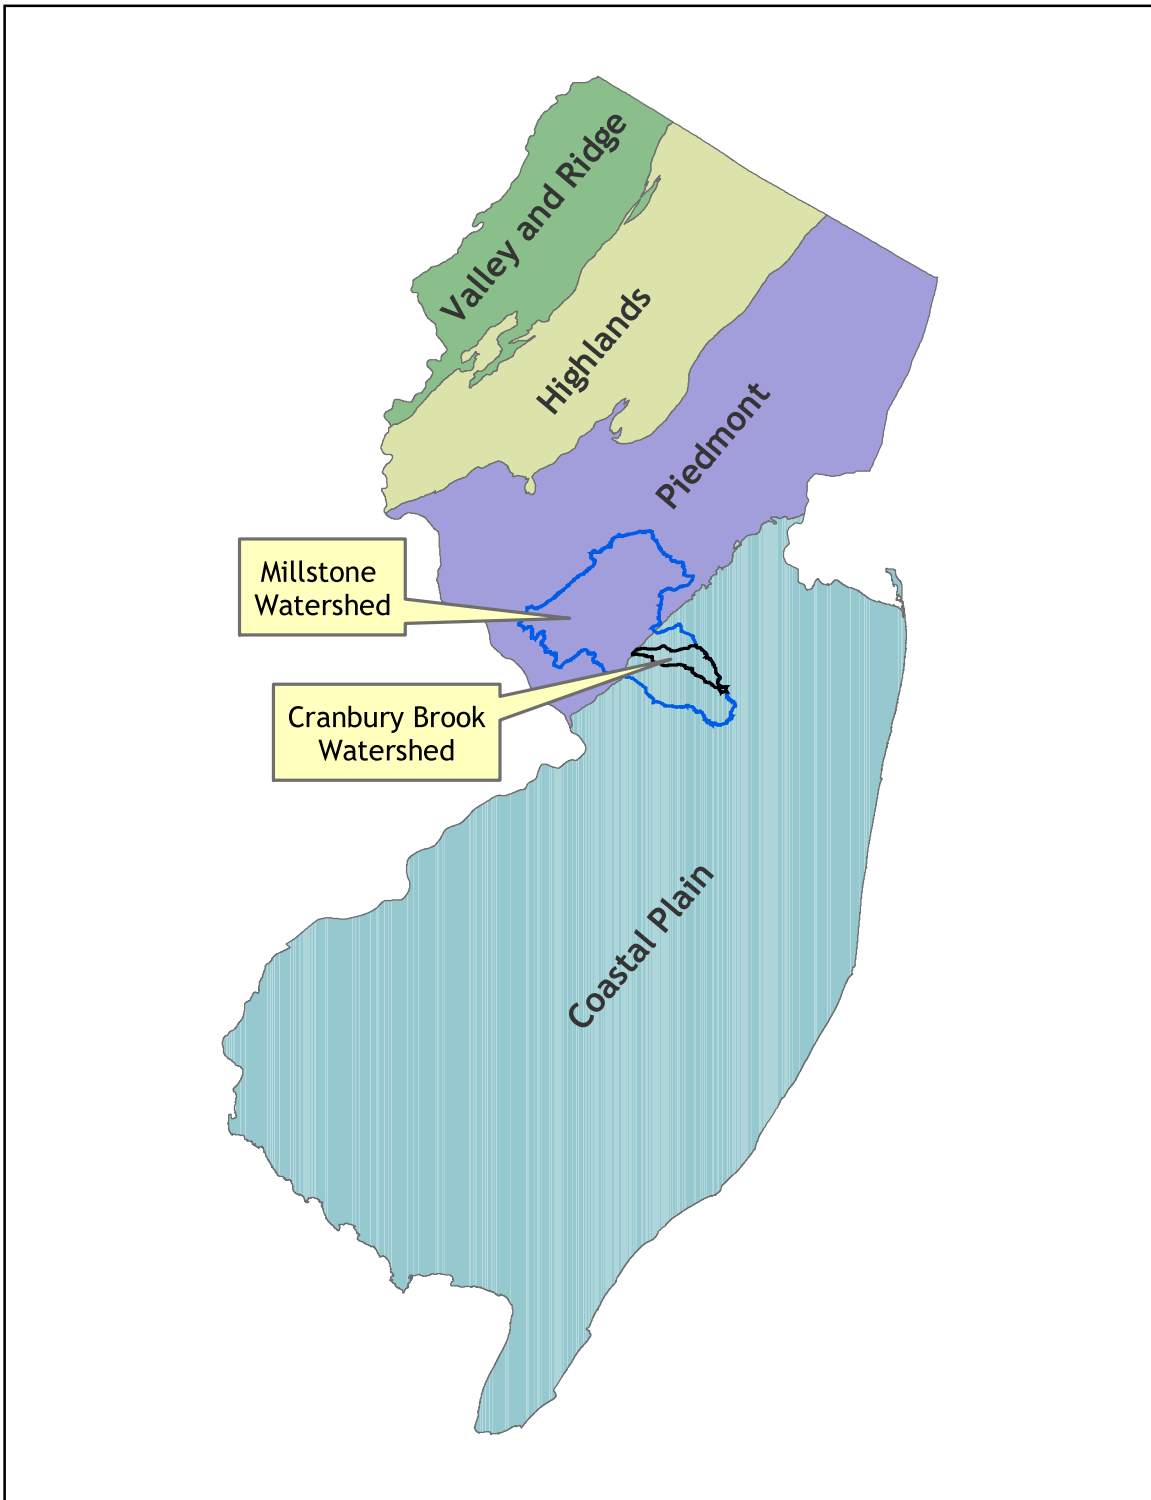 Valley and Ridge
Highlands
Piedmont
Millstone
Watershed
Cranbury Brook
Watershed
Coastal Plain